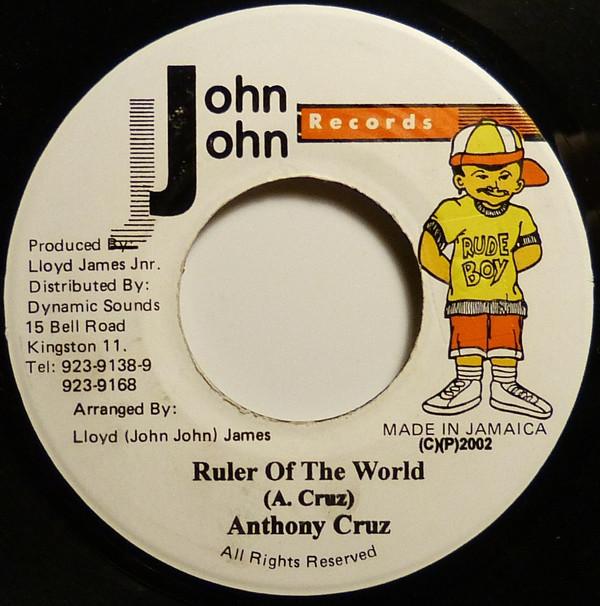 John
John
Records
RUDE
BOY
Produced By:
Lloyd James Jnr.
Distributed By:
Dynamic Sounds
15 Bell Road
Kingston 11.
Tel: 923-9138-9
923-9168
Arranged By:
Lloyd (John John) James
MADE IN JAMAICA
(C)(P)2002
Ruler Of The World
(A. Cruz)
Anthony Cruz
All Rights Reserved